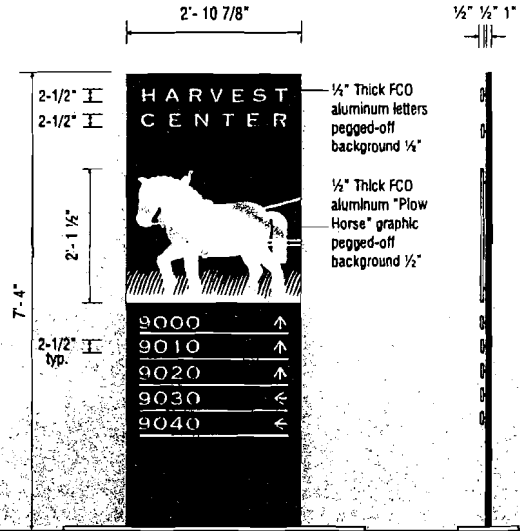 2'- 10 7/8"
½" ½" 1"
2-1/2"
2-1/2"
HARVEST
CENTER
½" Thick FCO
aluminum letters
pegged-off
background ½"
2'- 1 ½"
½" Thick FCO
aluminum "Plow
Horse" graphic
pegged-off
background ½"
7'- 4"
2-1/2"
typ.
9000 ↑
9010 ↑
9020 ↑
9030 ←
9040 ←